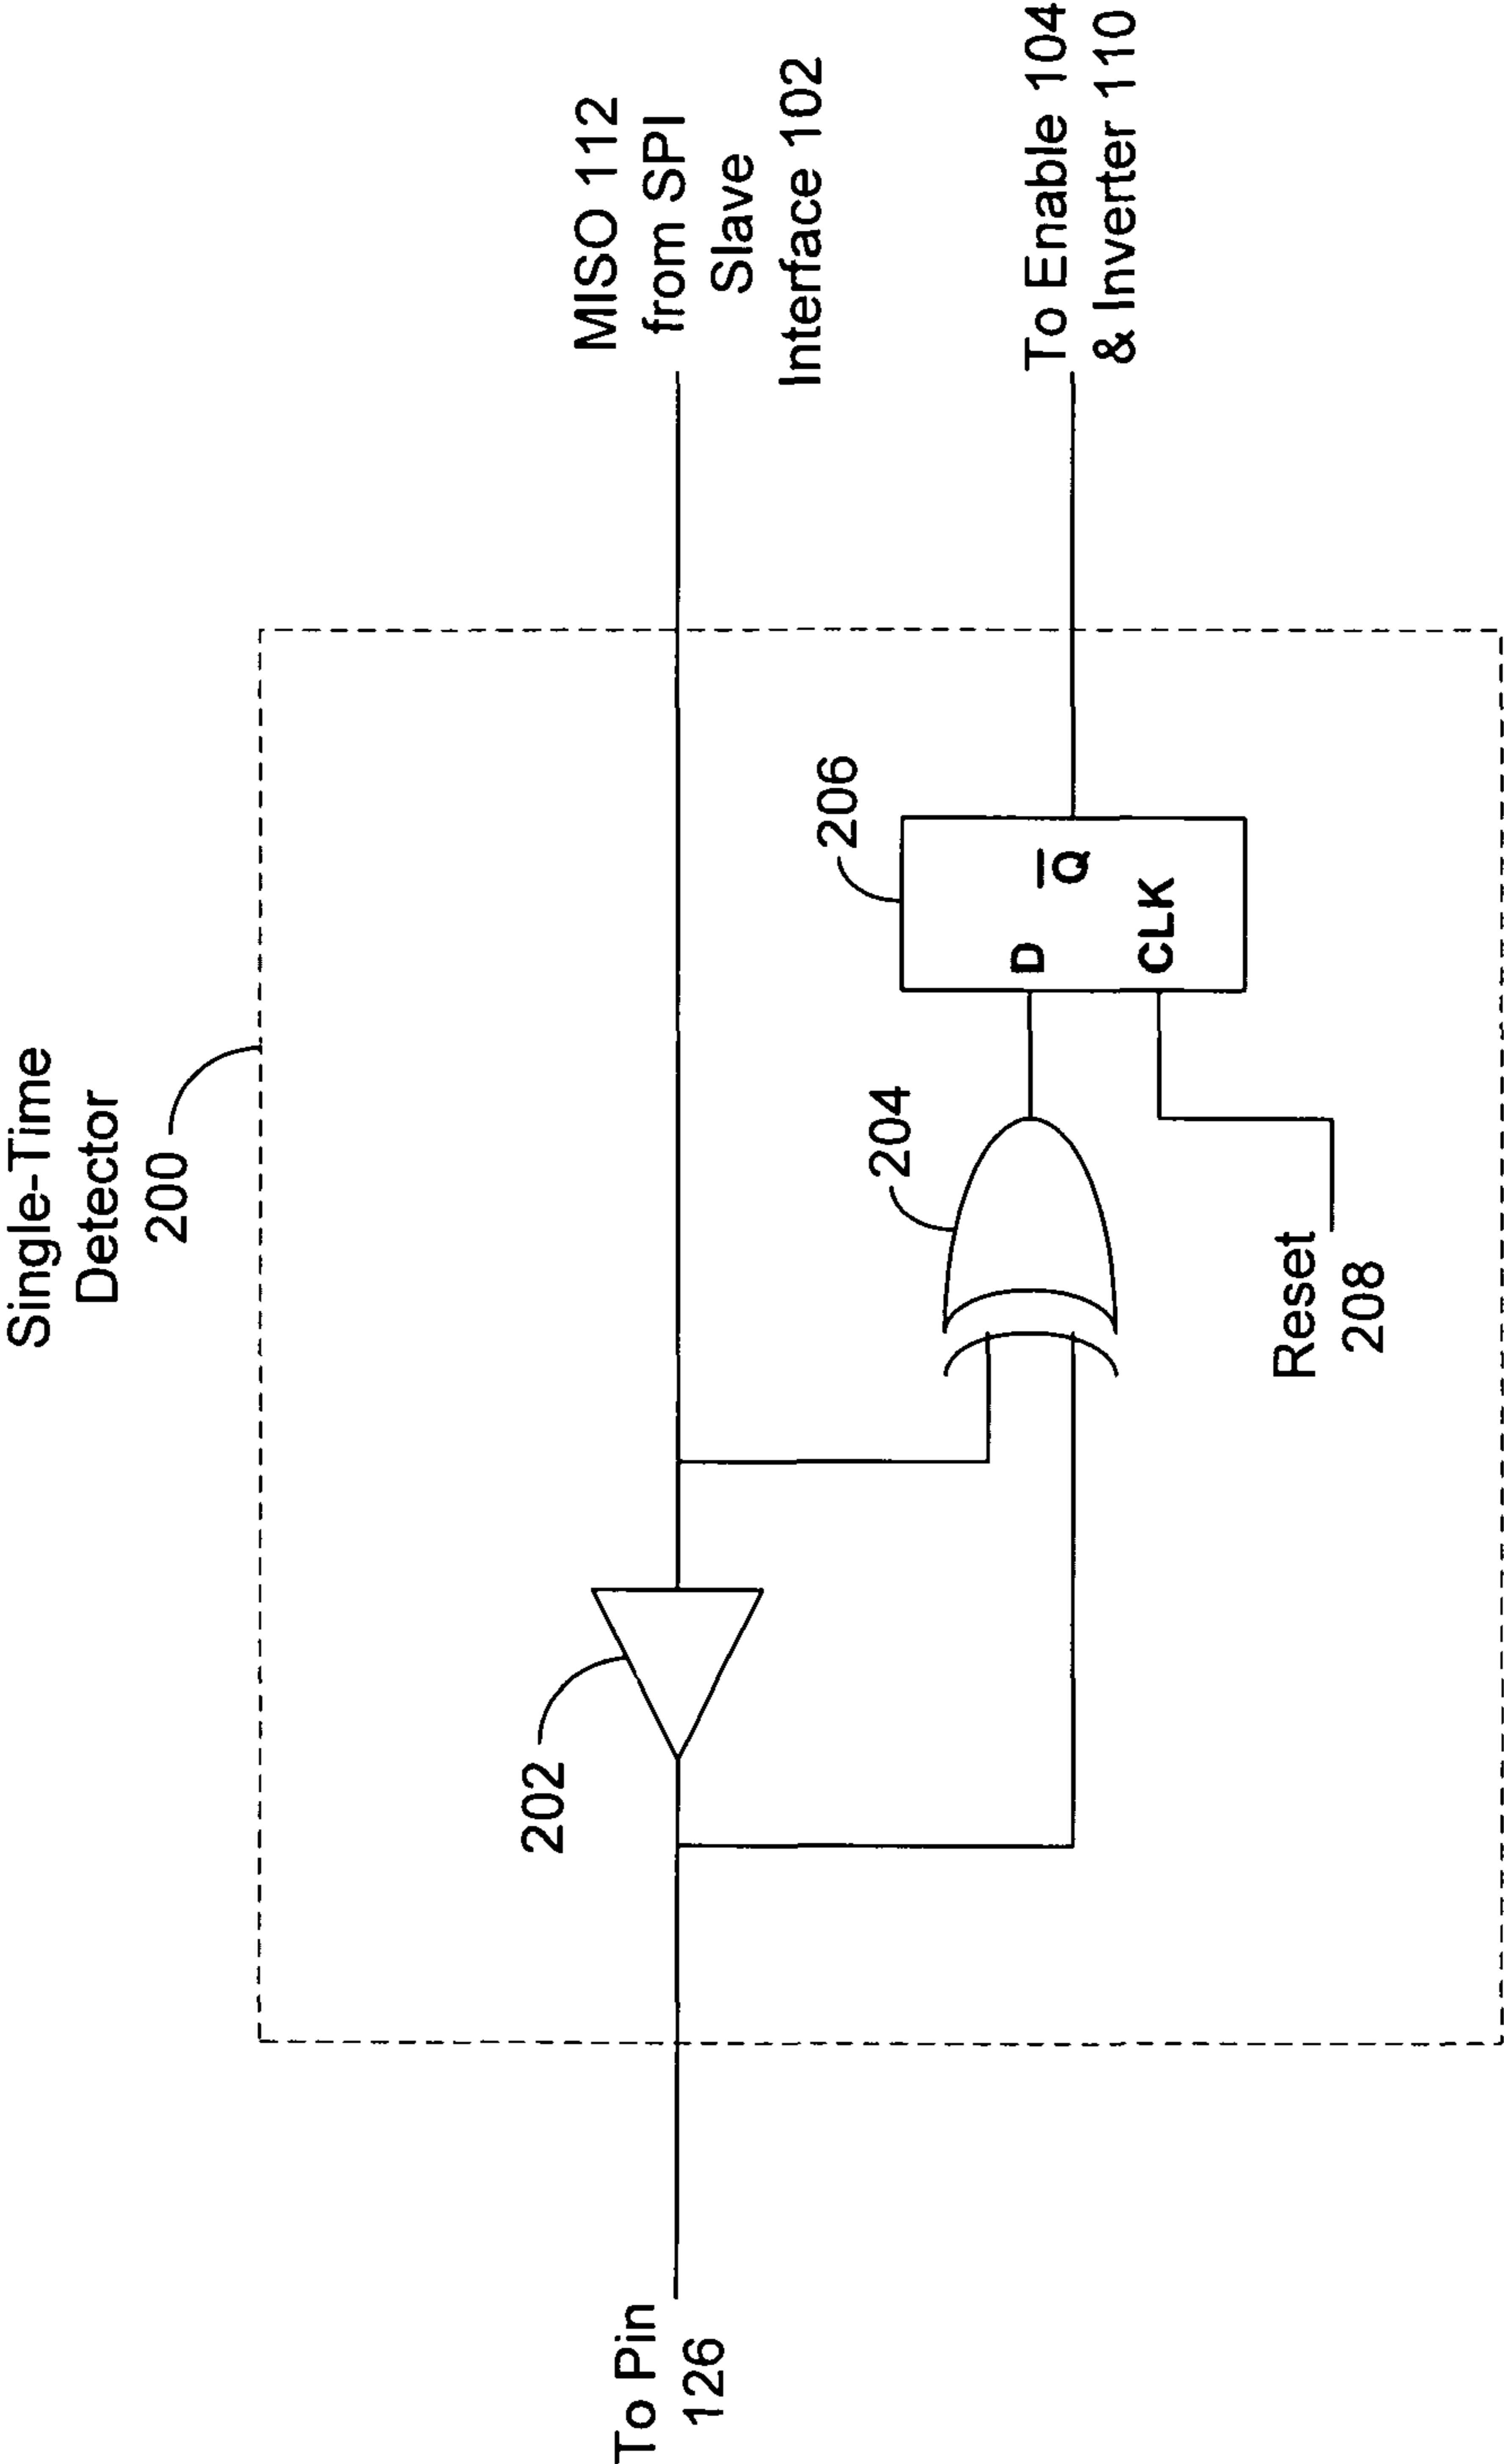 Single-Time
Detector
200
To Pin
126
202
MISO 112
from SPI
Slave
Interface 102
204
206
D
Q
CLK
To Enable 104
& Inverter 110
Reset
208